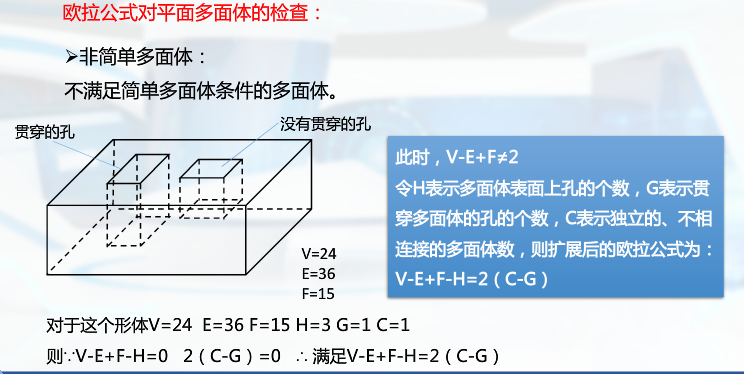 欧拉公式对平面多面体的检查：
➢非简单多面体：
不满足简单多面体条件的多面体。
贯穿的孔
没有贯穿的孔
V=24
E=36
F=15
此时，V-E+F≠2
令H表示多面体表面上孔的个数，G表示贯
穿多面体的孔的个数，C表示独立的、不相
连接的多面体数，则扩展后的欧拉公式为：
V-E+F-H=2（C-G）
对于这个形体V=24 E=36 F=15 H=3 G=1 C=1
则∵V-E+F-H=0 2（C-G）=0 ∴ 满足V-E+F-H=2（C-G）